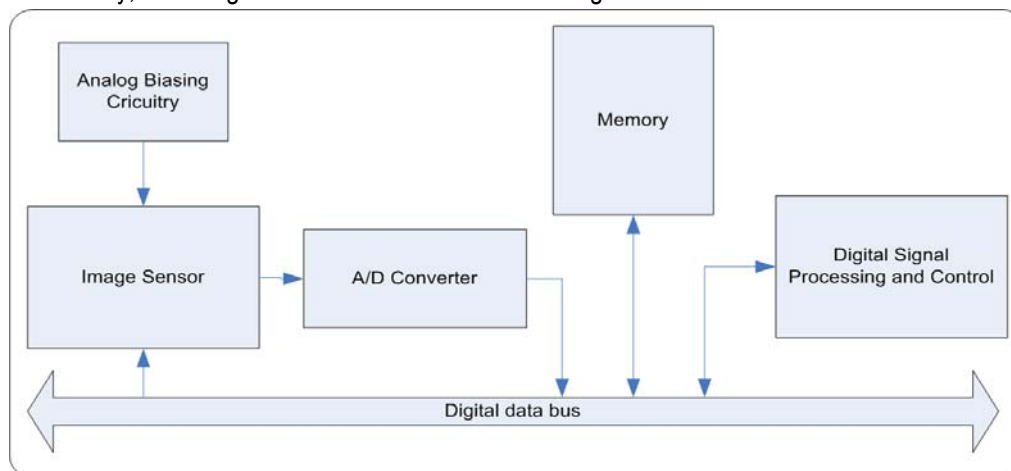 Analog Biasing
Cricuitry
Memory
Image Sensor
A/D Converter
Digital Signal
Processing and Control
Digital data bus